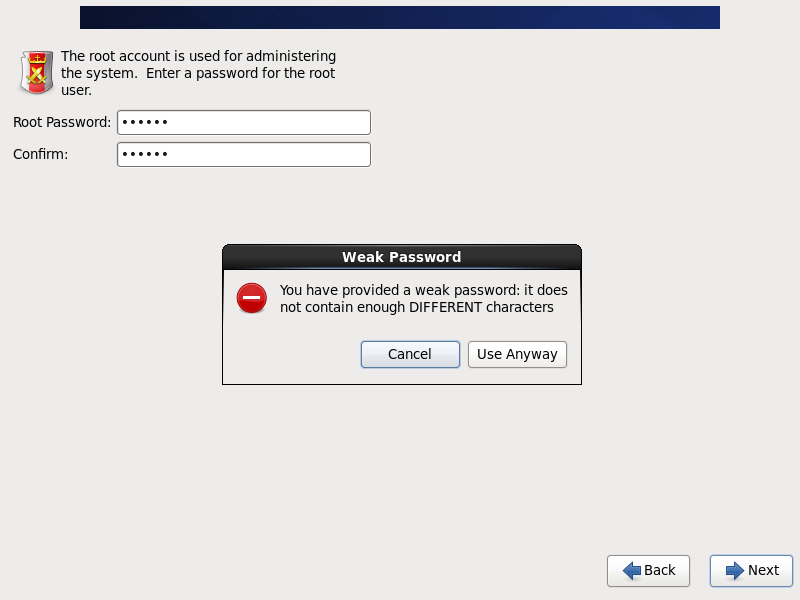 The root account is used for administering
the system.  Enter a password for the root
user.
Root Password: ••••••
Confirm: ••••••
Weak Password
You have provided a weak password: it does
not contain enough DIFFERENT characters
Cancel
Use Anyway
Back
Next